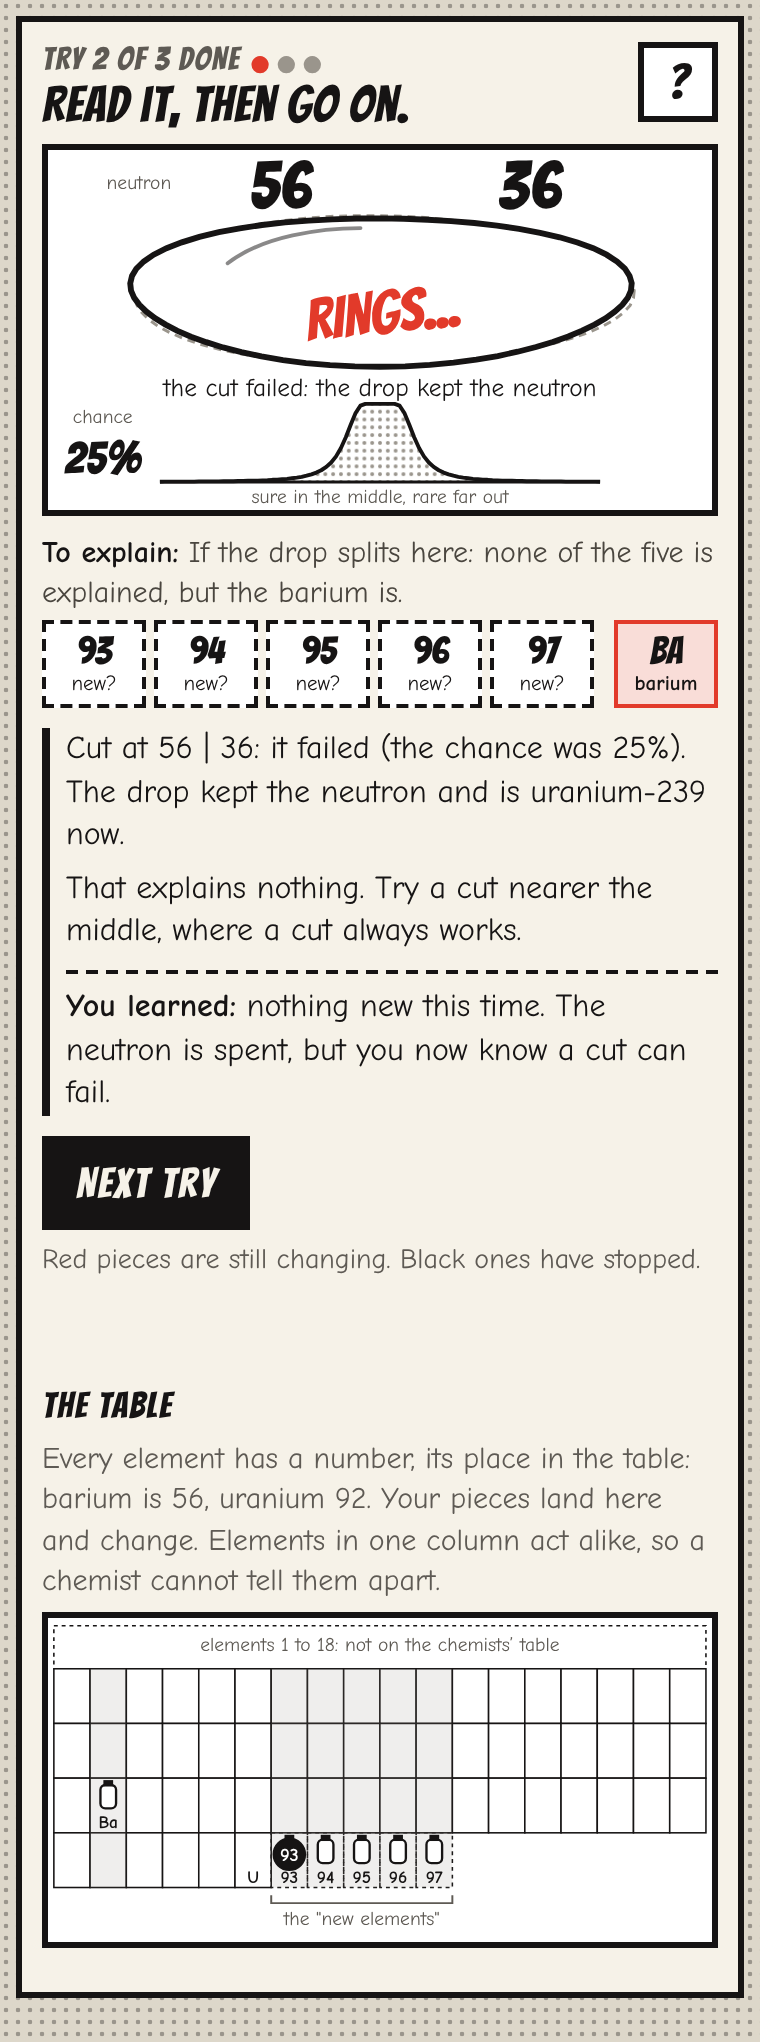 TRY 2 OF 3 DONE
READ IT, THEN GO ON.
?
neutron
56
36
RINGS...
the cut failed: the drop kept the neutron
chance
25%
sure in the middle, rare far out
To explain: If the drop splits here: none of the five is
explained, but the barium is.
93
new?
94
new?
95
new?
96
new?
97
new?
BA
barium
Cut at 56 | 36: it failed (the chance was 25%).
The drop kept the neutron and is uranium-239
now.
That explains nothing. Try a cut nearer the
middle, where a cut always works.
You learned: nothing new this time. The
neutron is spent, but you now know a cut can
fail.
NEXT TRY
Red pieces are still changing. Black ones have stopped.
THE TABLE
Every element has a number, its place in the table:
barium is 56, uranium 92. Your pieces land here
and change. Elements in one column act alike, so a
chemist cannot tell them apart.
elements 1 to 18: not on the chemists' table
Ba
93
U 93 94 95 96 97
the "new elements"